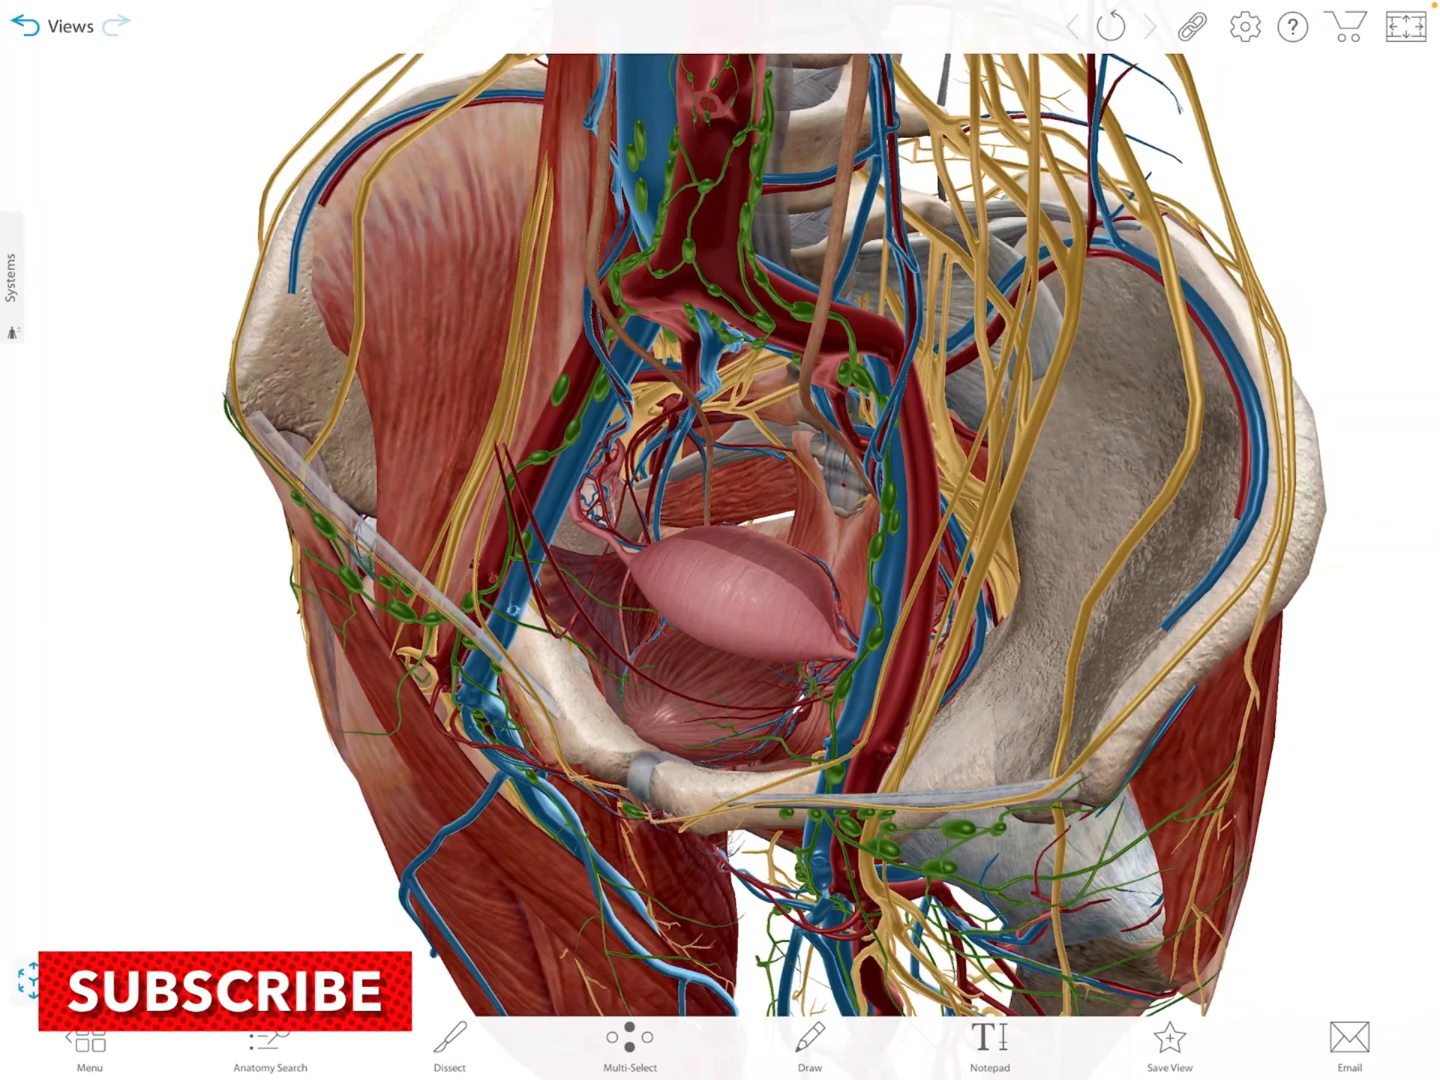 Views
Systems
SUBSCRIBE
Menu
Anatomy Search
Dissect
Multi-Select
Draw
Notepad
Save View
Email